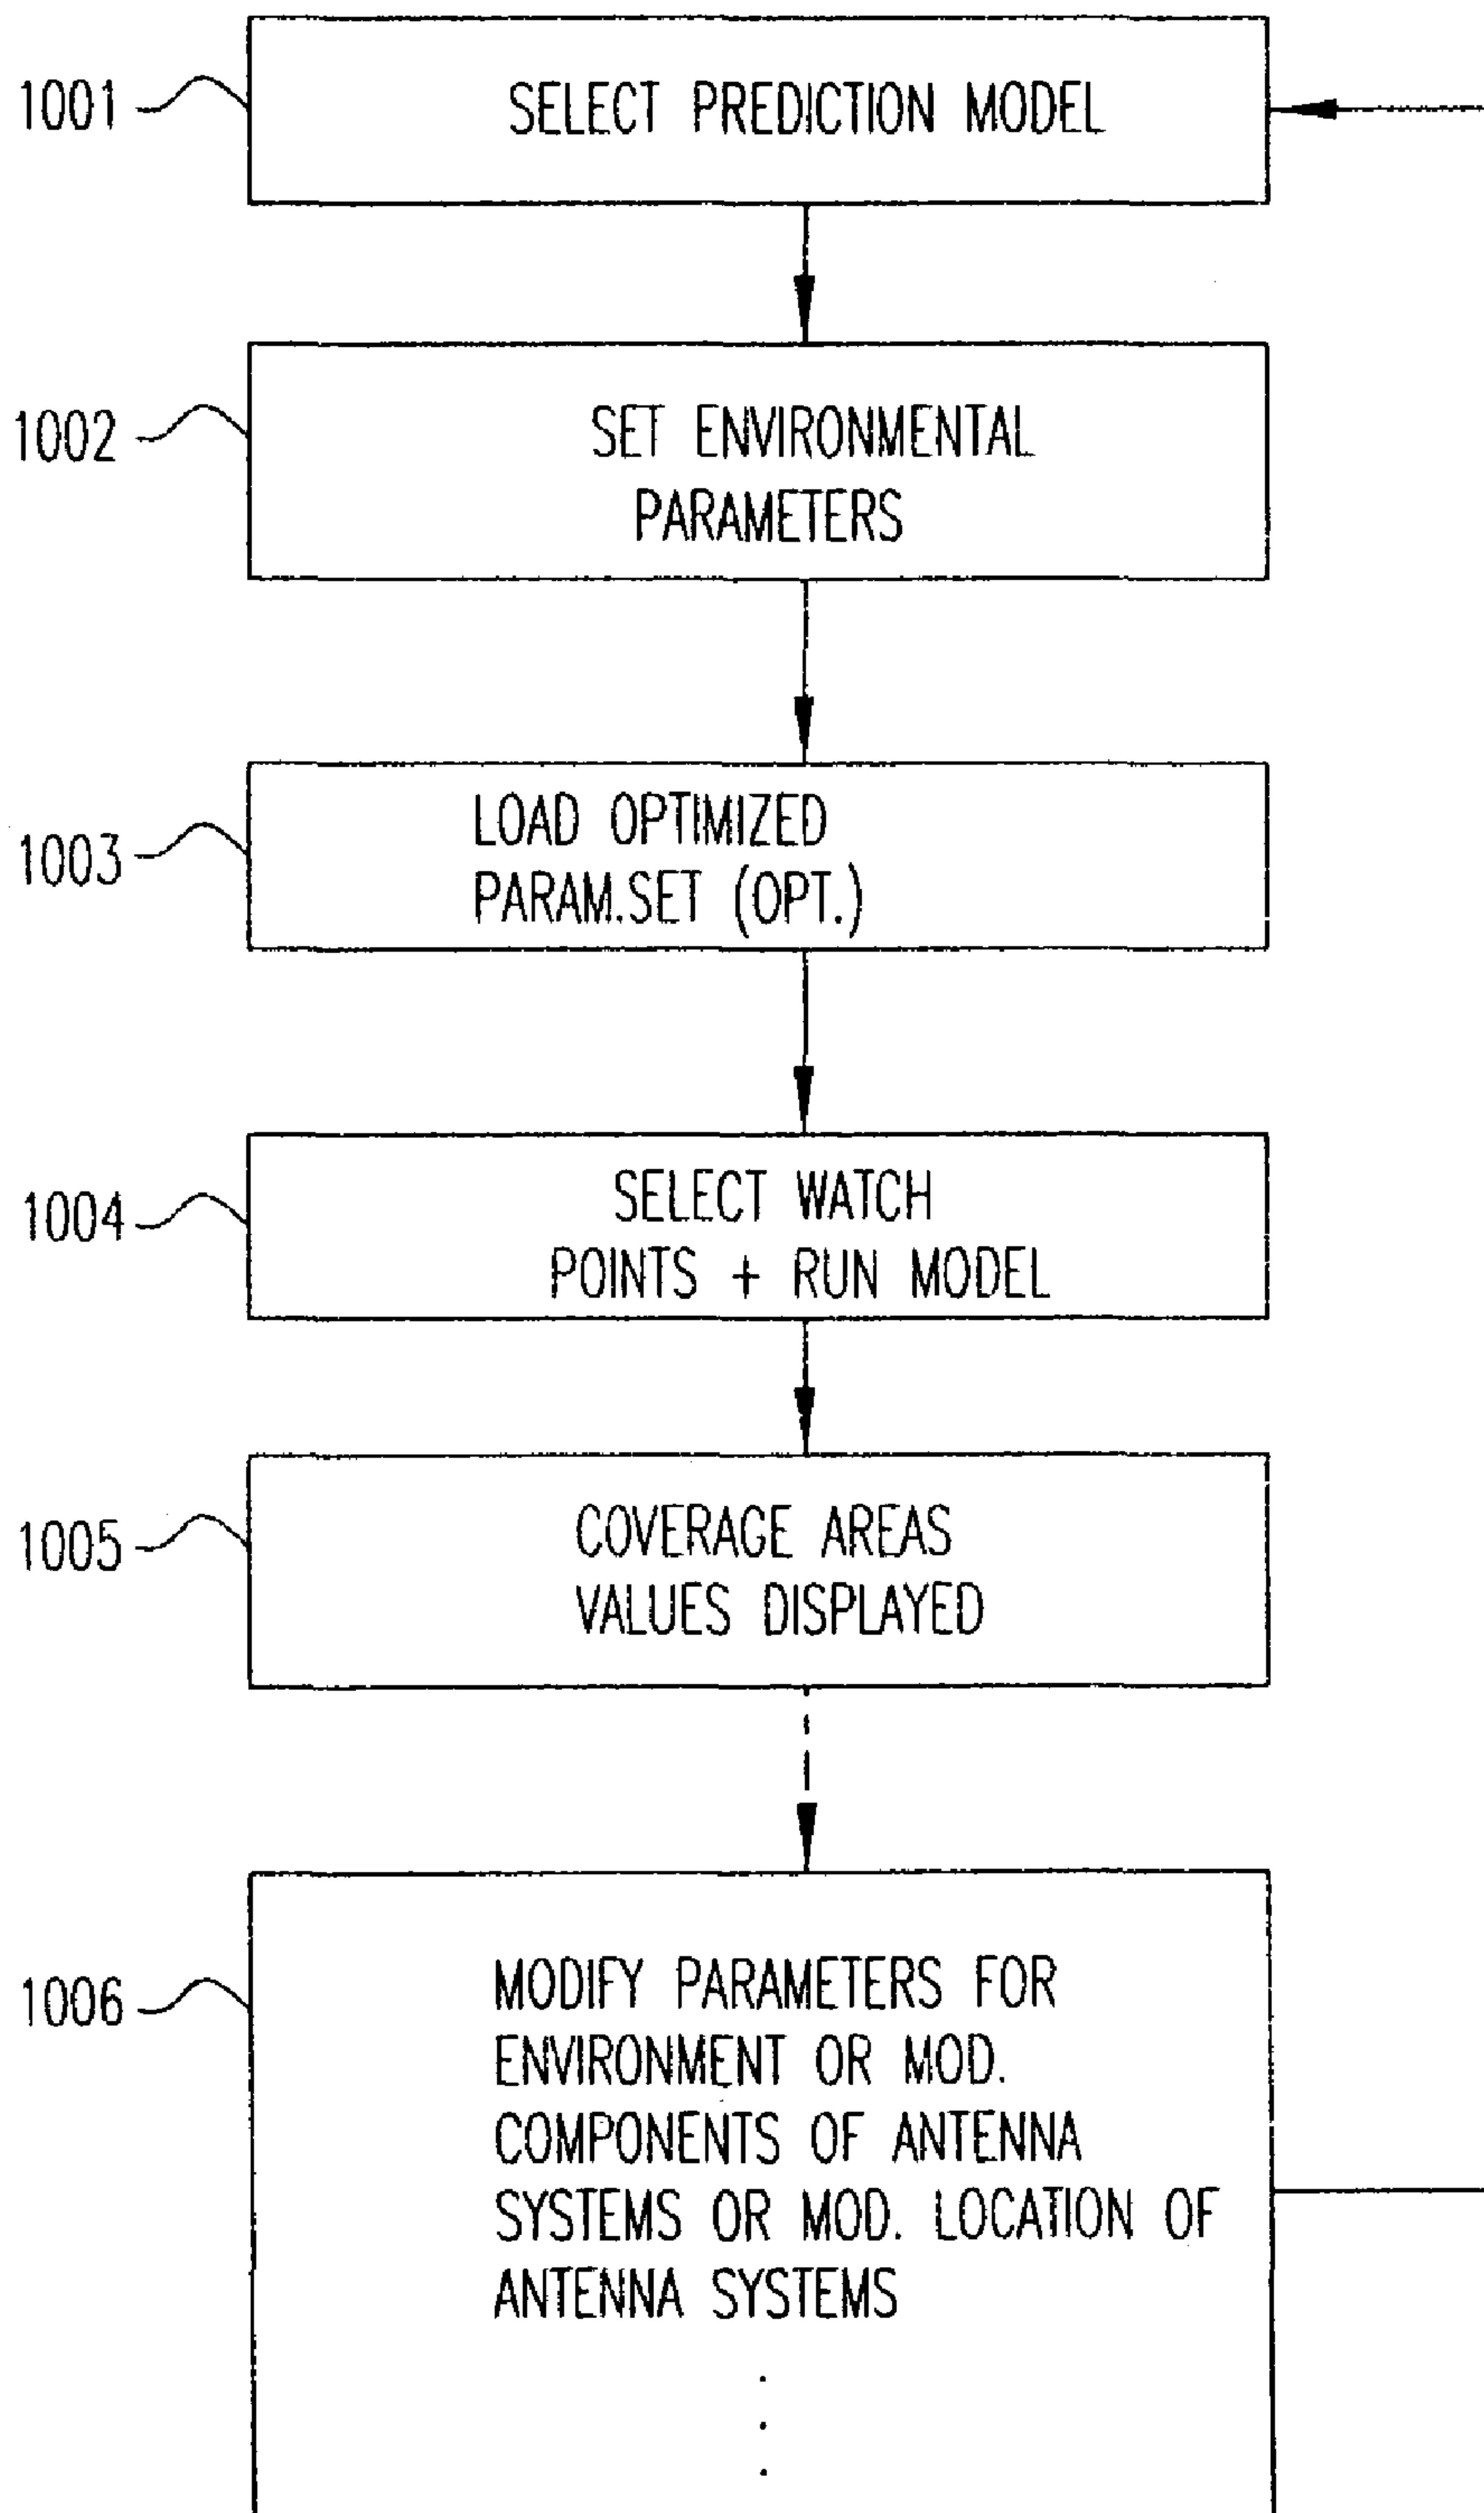 1001
SELECT PREDICTION MODEL
1002
SET ENVIRONMENTAL
PARAMETERS
1003
LOAD OPTIMIZED
PARAM.SET (OPT.)
1004
SELECT WATCH
POINTS + RUN MODEL
1005
COVERAGE AREAS
VALUES DISPLAYED
1006
MODIFY PARAMETERS FOR
ENVIRONMENT OR MOD.
COMPONENTS OF ANTENNA
SYSTEMS OR MOD. LOCATION OF
ANTENNA SYSTEMS